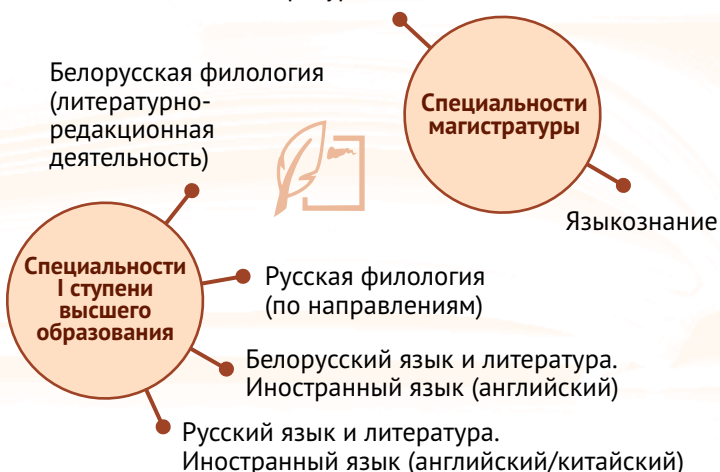 Белорусская филология
(литературно-
редакционная
деятельность)
Специальности
магистратуры
Языкознание
Специальности
I ступени
высшего
образования
Русская филология
(по направлениям)
Белорусский язык и литература.
Иностранный язык (английский)
Русский язык и литература.
Иностранный язык (английский/китайский)